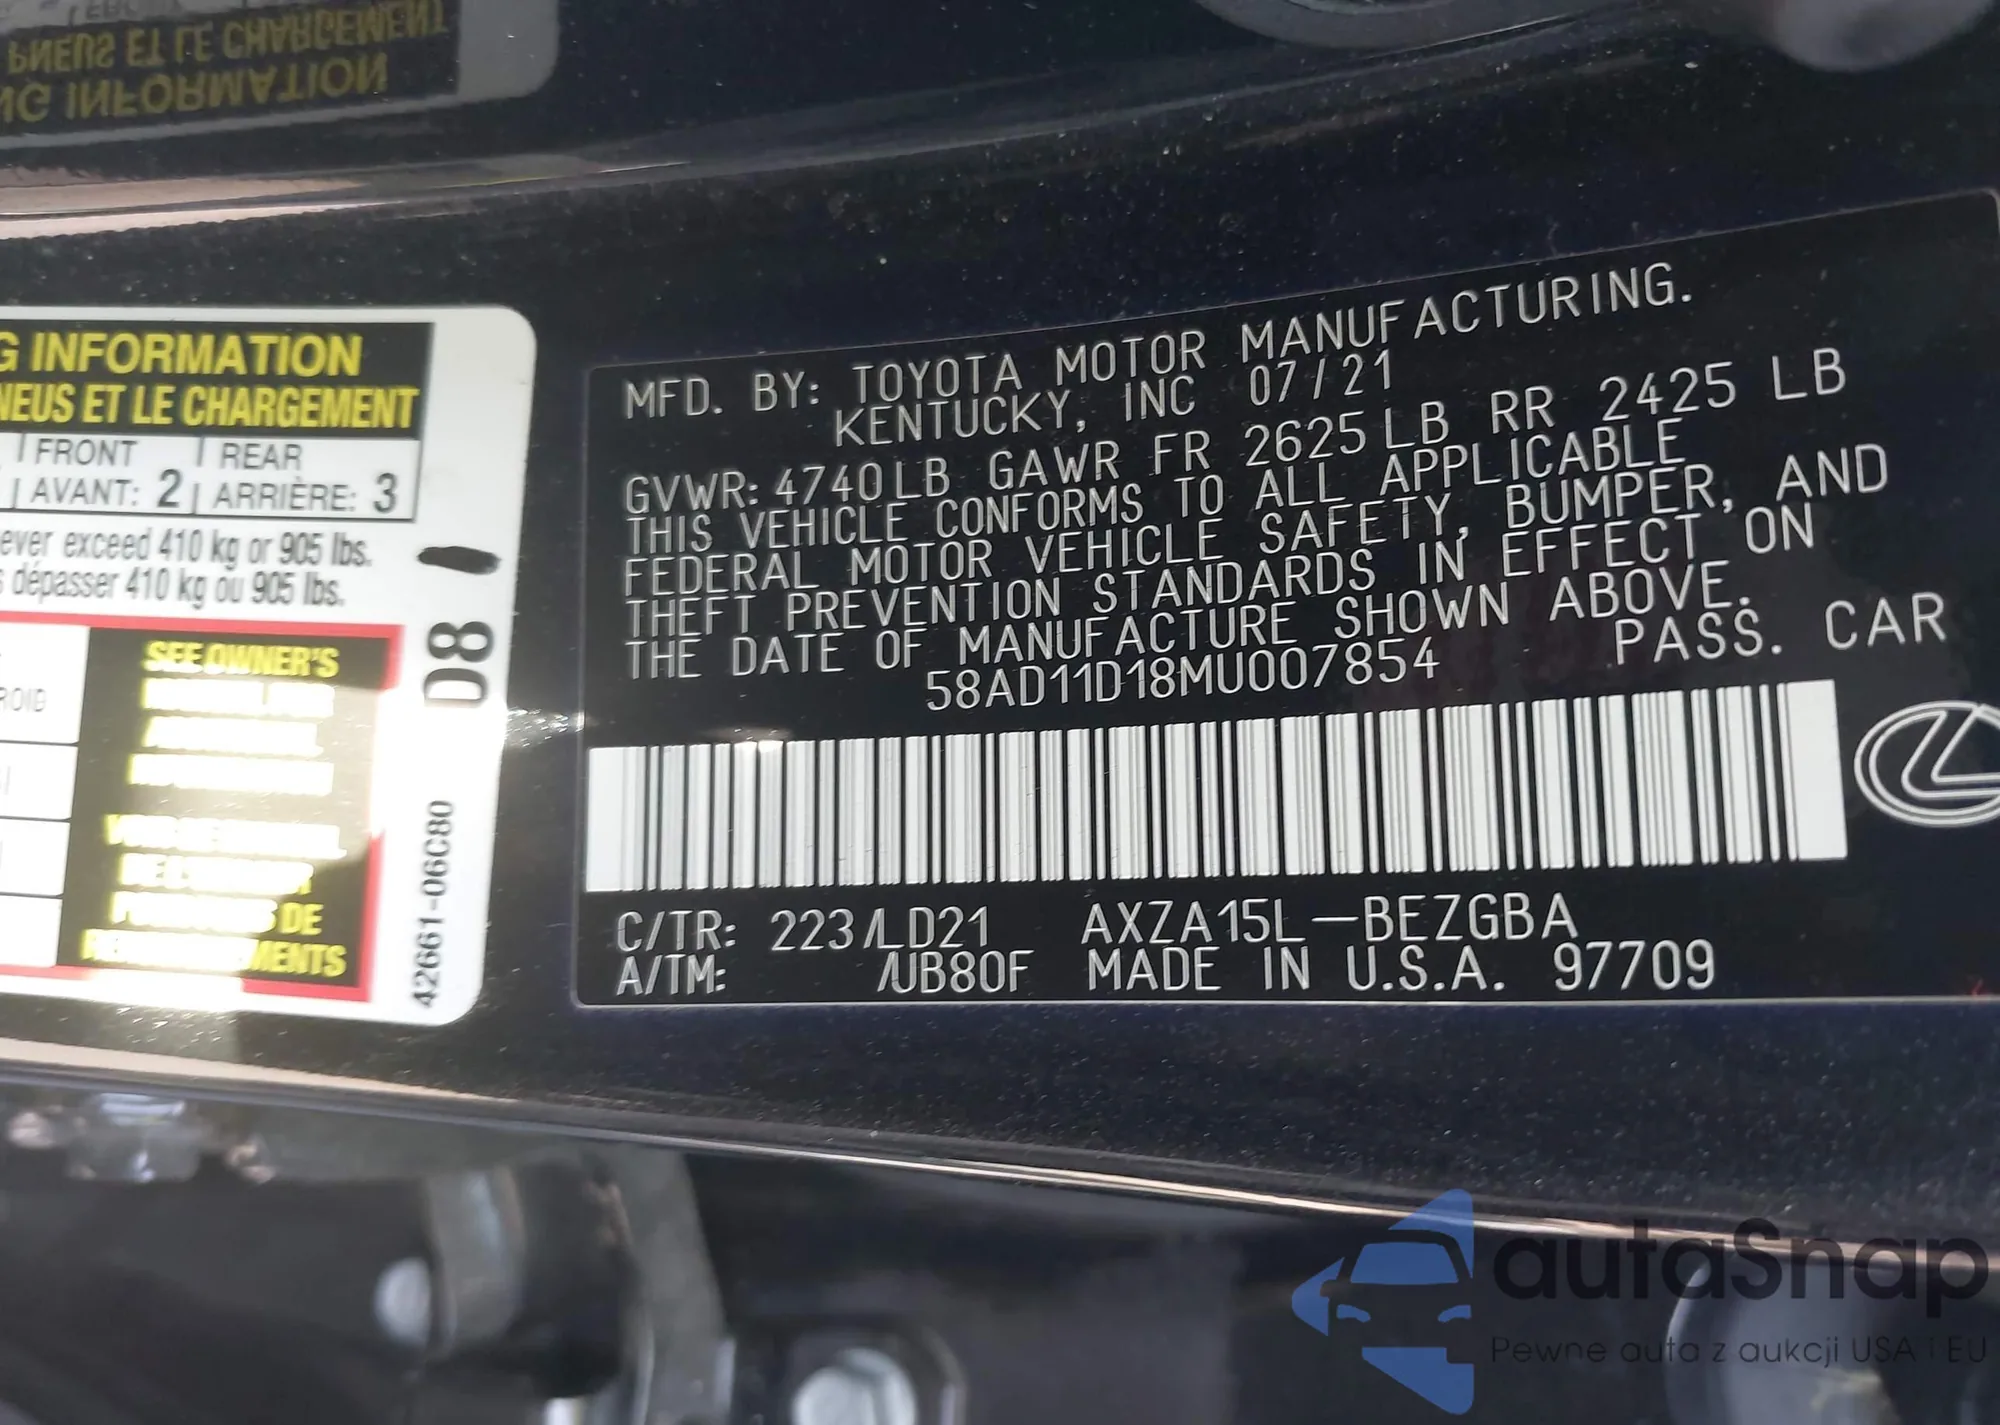 PNEUS ET LE CHARGEMENT
NG INFORMATION
G INFORMATION
NEUS ET LE CHARGEMENT
FRONT REAR
AVANT: 2 ARRIÈRE: 3
ever exceed 410 kg or 905 lbs.
s dépasser 410 kg ou 905 lbs.
SEE OWNER'S
ROID
DE
D8
42661-06C80
MFD. BY: TOYOTA MOTOR MANUFACTURING.
KENTUCKY, INC 07/21
GVWR: 4740LB GAWR FR 2625LB RR 2425 LB
THIS VEHICLE CONFORMS TO ALL APPLICABLE
FEDERAL MOTOR VEHICLE SAFETY, BUMPER, AND
THEFT PREVENTION STANDARDS IN EFFECT ON
THE DATE OF MANUFACTURE SHOWN ABOVE.
58AD11D18MU007854 PASS. CAR
C/TR: 223/LD21 AXZA15L-BEZGBA
A/TM: /UB80F MADE IN U.S.A. 97709
autaSnap
Pewne auta z aukcji USA i EU